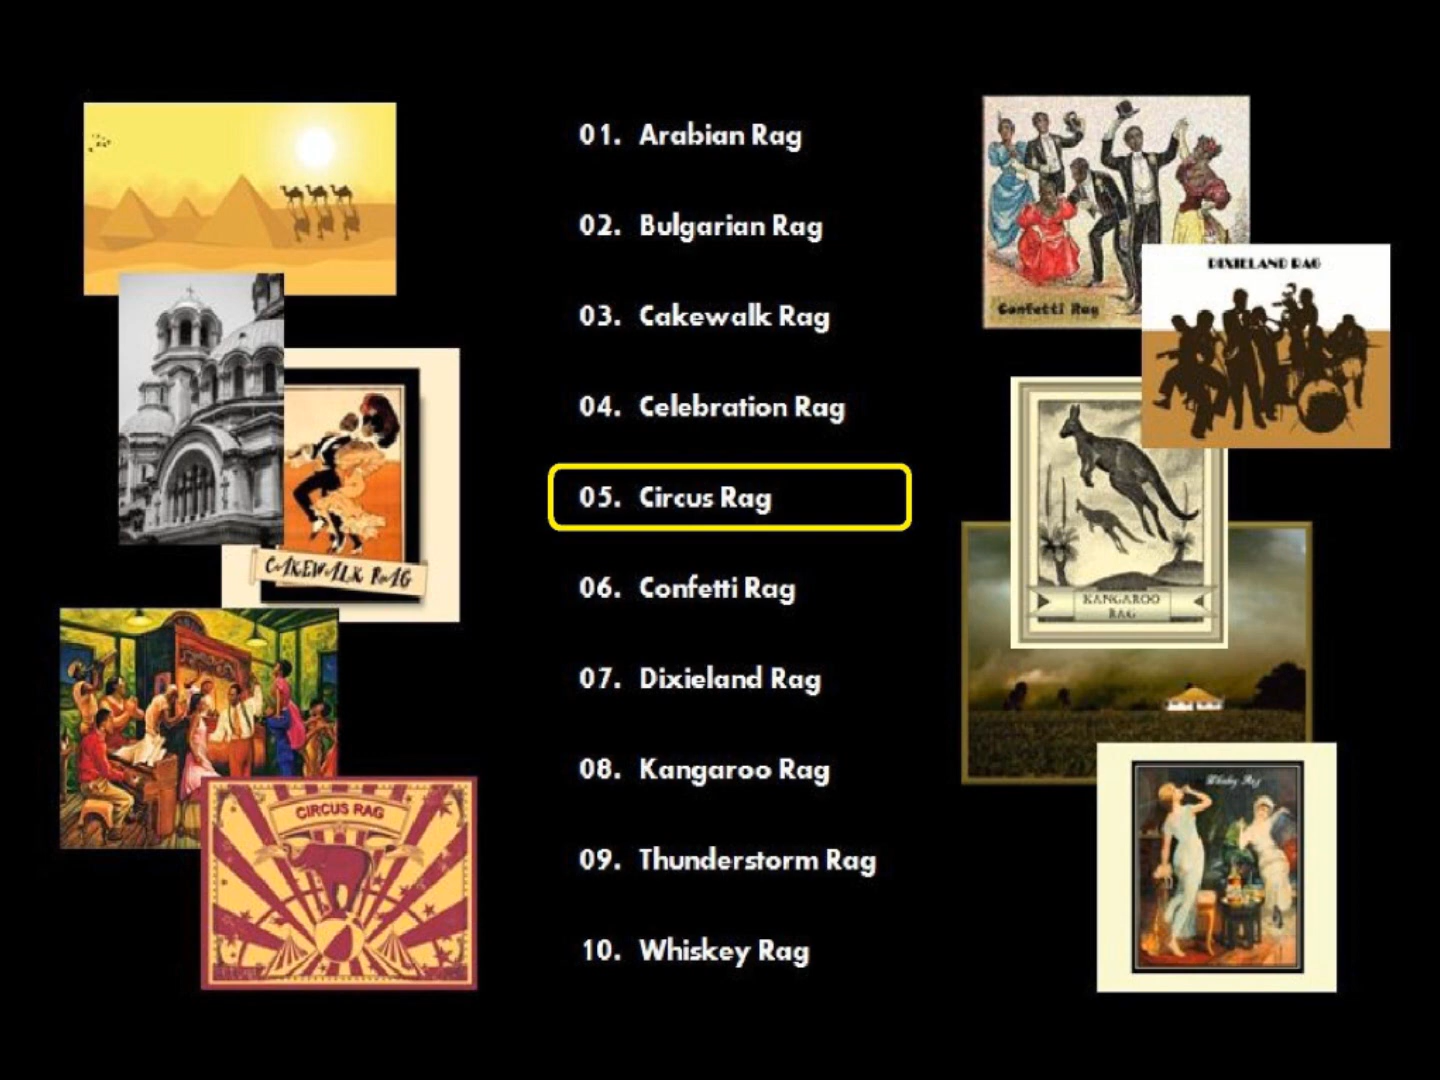 01. Arabian Rag
02. Bulgarian Rag
03. Cakewalk Rag
04. Celebration Rag
05. Circus Rag
06. Confetti Rag
07. Dixieland Rag
08. Kangaroo Rag
09. Thunderstorm Rag
10. Whiskey Rag
CAKEWALK RAG
CIRCUS RAG
Confetti Rag
DIXIELAND RAG
KANGAROO
RAG
Whiskey Rag